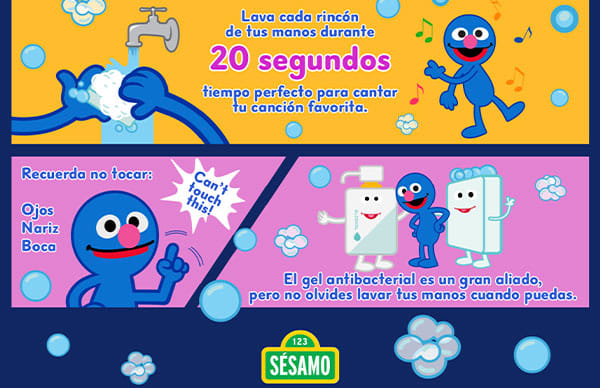 Lava cada rincón
de tus manos durante
20 segundos
tiempo perfecto para cantar
tu canción favorita.
Recuerda no tocar:
Ojos
Nariz
Boca
Can't
touch
this!
El gel antibacterial es un gran aliado,
pero no olvides lavar tus manos cuando puedas.
123
SÉSAMO